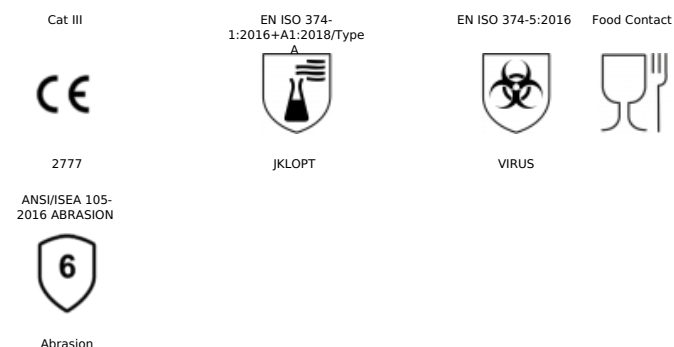 Cat III
EN ISO 374-
1:2016+A1:2018/Type
A
EN ISO 374-5:2016
Food Contact
CE
2777
JKLOPT
VIRUS
ANSI/ISEA 105-
2016 ABRASION
6
Abrasion